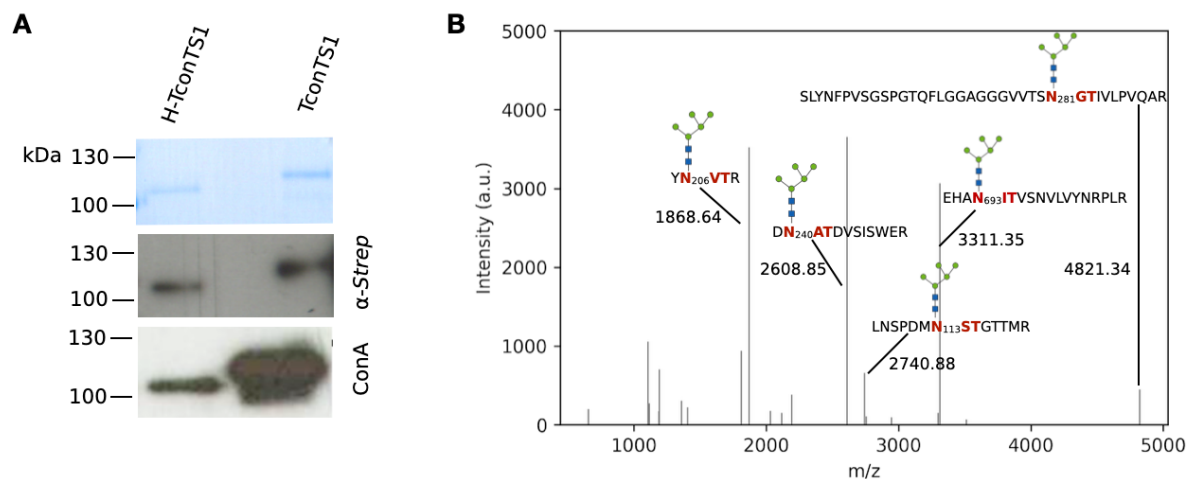 A
H-TconTS1
TconTS1
kDa
130
100
130
100
α-Strep
130
100
ConA
B
Intensity (a.u.)
5000
4000
3000
2000
1000
0
1000
2000
3000
4000
5000
m/z
SLYNFPVSGSPGTQFLGGAGGGVVTSN281GTIVLPVQAR
YN206VTR
1868.64
DN240ATDVSISWER
2608.85
EHAN693ITVSNVLVYNRPLR
3311.35
4821.34
LNSPDMN113STGTTMR
2740.88